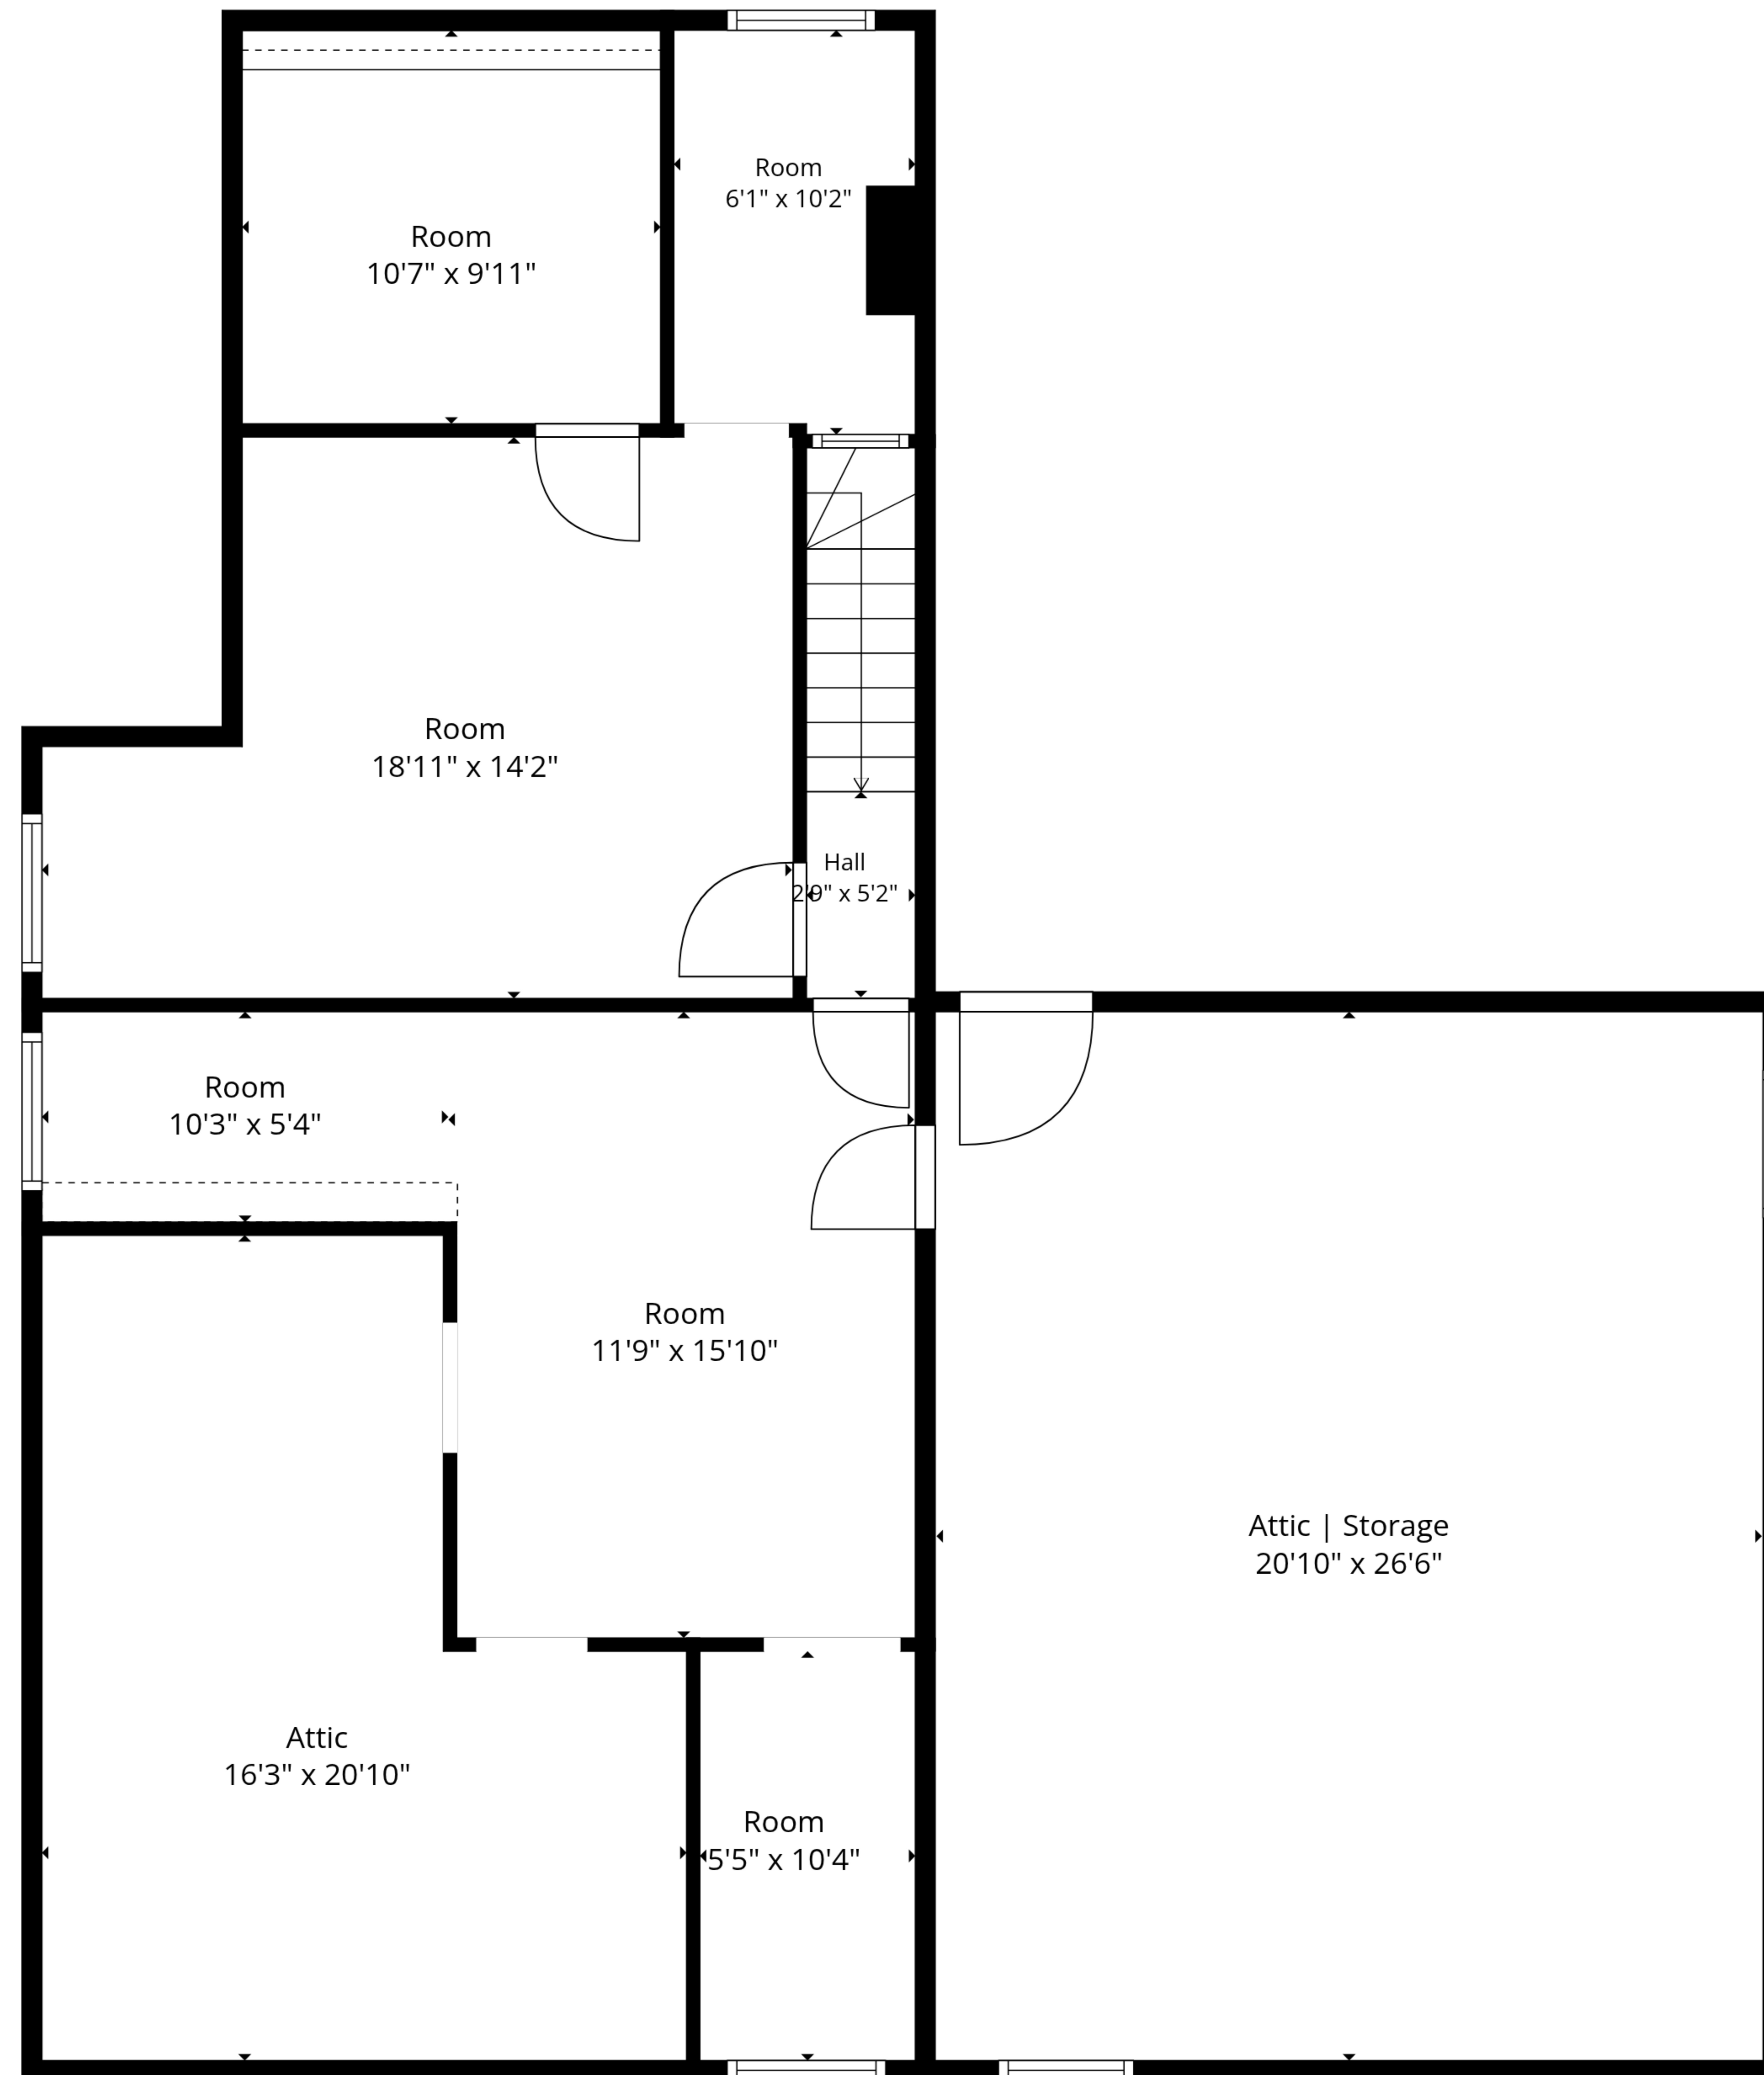 Room
6'1" x 10'2"
Room
10'7" x 9'11"
Room
18'11" x 14'2"
Hall
2'9" x 5'2"
Room
10'3" x 5'4"
Room
11'9" x 15'10"
Attic | Storage
20'10" x 26'6"
Attic
16'3" x 20'10"
Room
5'5" x 10'4"